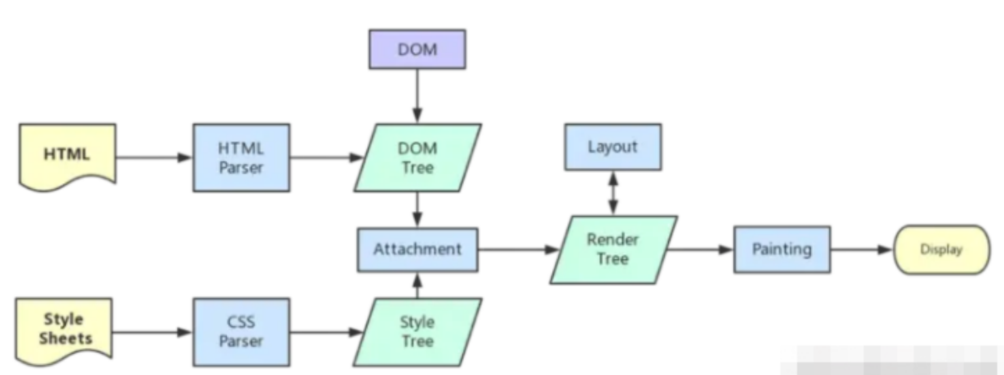 DOM
HTML
HTML
Parser
DOM
Tree
Layout
Attachment
Render
Tree
Painting
Display
Style
Sheets
CSS
Parser
Style
Tree